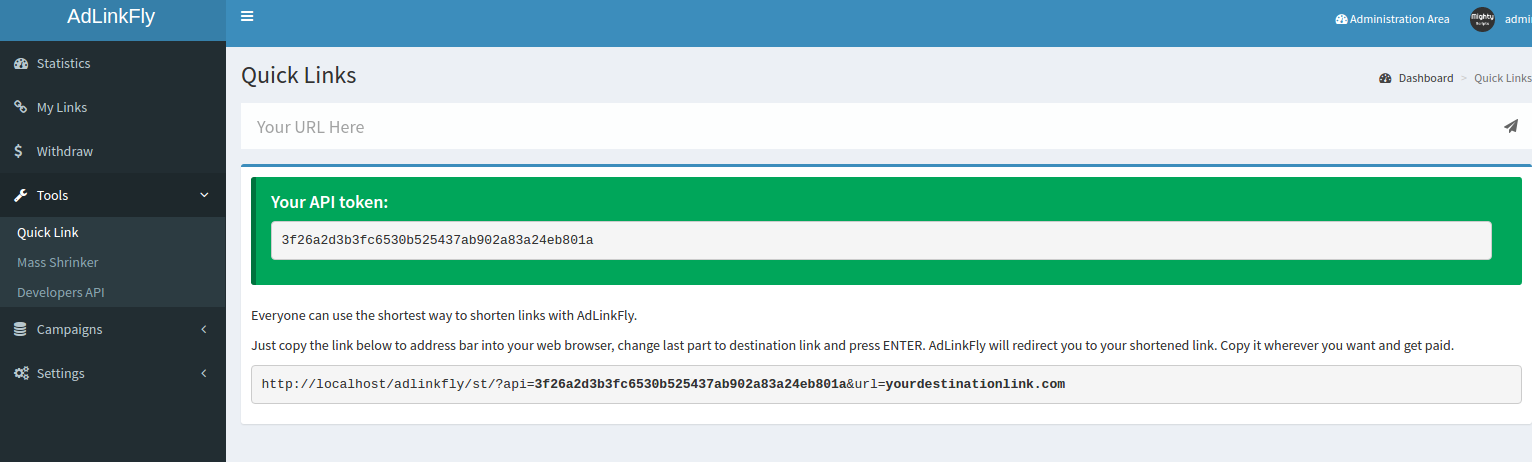 AdLinkFly
Administration Area
Mighty
Scripts
admi
Statistics
My Links
Withdraw
Tools
Quick Link
Mass Shrinker
Developers API
Campaigns
Settings
Quick Links
Dashboard > Quick Links
Your URL Here
Your API token:
3f26a2d3b3fc6530b525437ab902a83a24eb801a
Everyone can use the shortest way to shorten links with AdLinkFly.
Just copy the link below to address bar into your web browser, change last part to destination link and press ENTER. AdLinkFly will redirect you to your shortened link. Copy it wherever you want and get paid.
http://localhost/adlinkfly/st/?api=3f26a2d3b3fc6530b525437ab902a83a24eb801a&url=yourdestinationlink.com